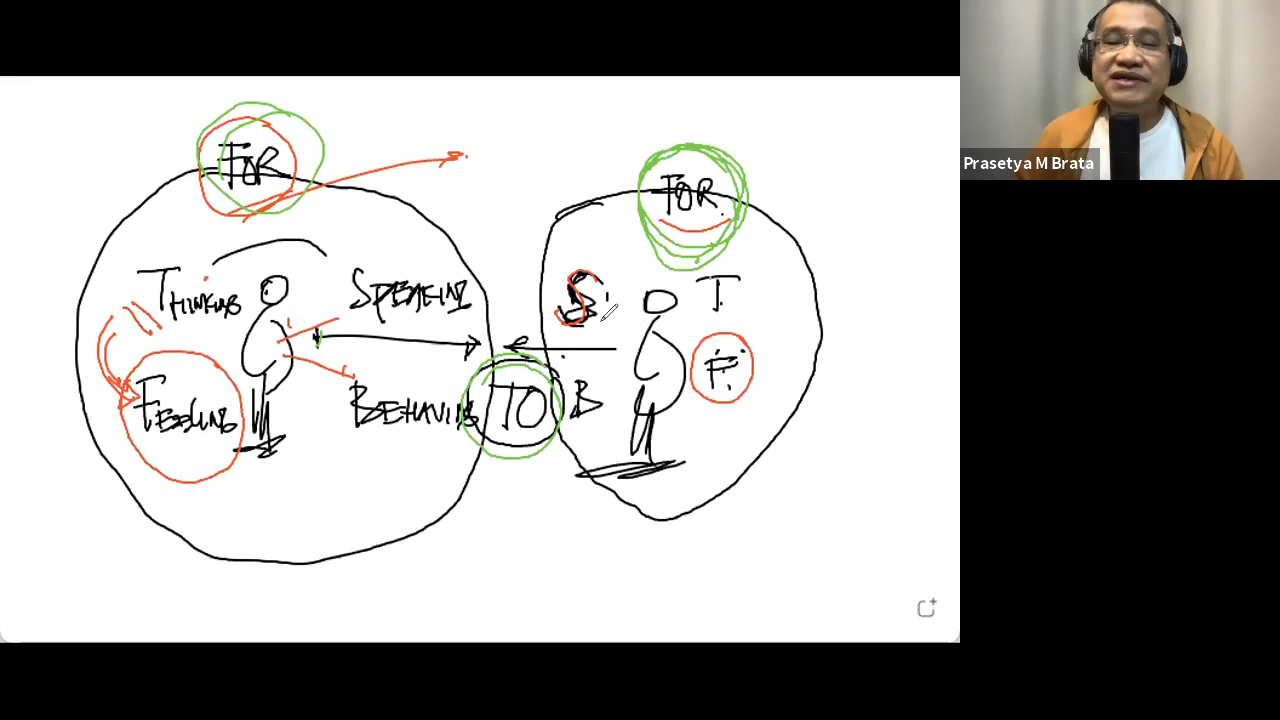 Prasetya M Brata
FOR
FOR
THINKING
SPEAKING
S
T
FEELING
BEHAVING
TO
B
F